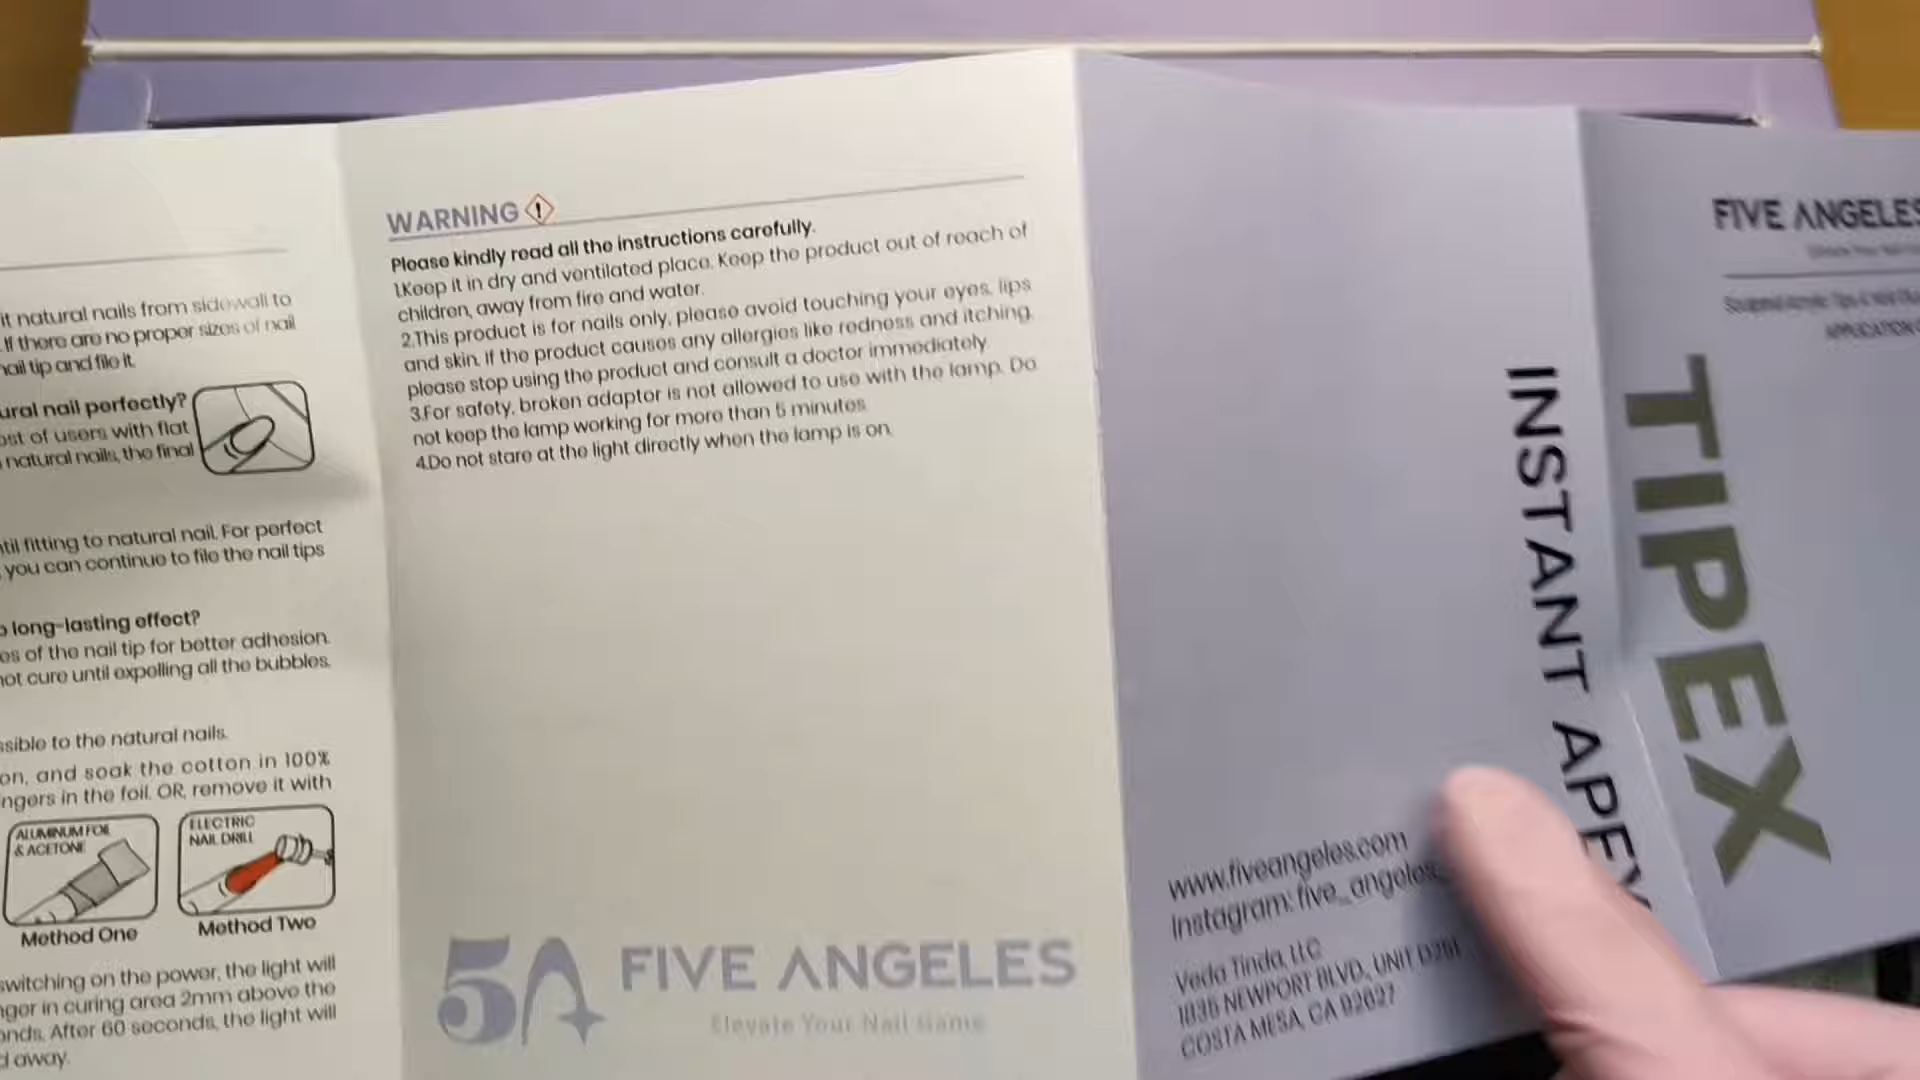 it natural nails from sidewall to
If there are no proper sizes of nail
nail tip and file it.
ural nail perfectly?
ost of users with flat
natural nails, the final
til fitting to natural nail. For perfect
you can continue to file the nail tips
long-lasting effect?
es of the nail tip for better adhesion.
not cure until expelling all the bubbles.
ssible to the natural nails.
on, and soak the cotton in 100%
ngers in the foil. OR, remove it with
ALUMINUM FOIL
& ACETONE
Method One
ELECTRIC
NAIL DRILL
Method Two
switching on the power, the light will
nger in curing area 2mm above the
onds. After 60 seconds, the light will
d away.
WARNING
Please kindly read all the instructions carefully.
1.Keep it in dry and ventilated place. Keep the product out of reach of
children, away from fire and water.
2.This product is for nails only, please avoid touching your eyes, lips
and skin. If the product causes any allergies like redness and itching,
please stop using the product and consult a doctor immediately.
3.For safety, broken adaptor is not allowed to use with the lamp. Do
not keep the lamp working for more than 5 minutes.
4.Do not stare at the light directly when the lamp is on.
5A FIVE ANGELES
Elevate Your Nail Game
www.fiveangeles.com
Instagram: five_angeles
Veda Tinda, LLC
1835 NEWPORT BLVD., UNIT
COSTA MESA, CA 92627
INSTANT APEX
TIPEX
FIVE ANGELES
APPLICATION